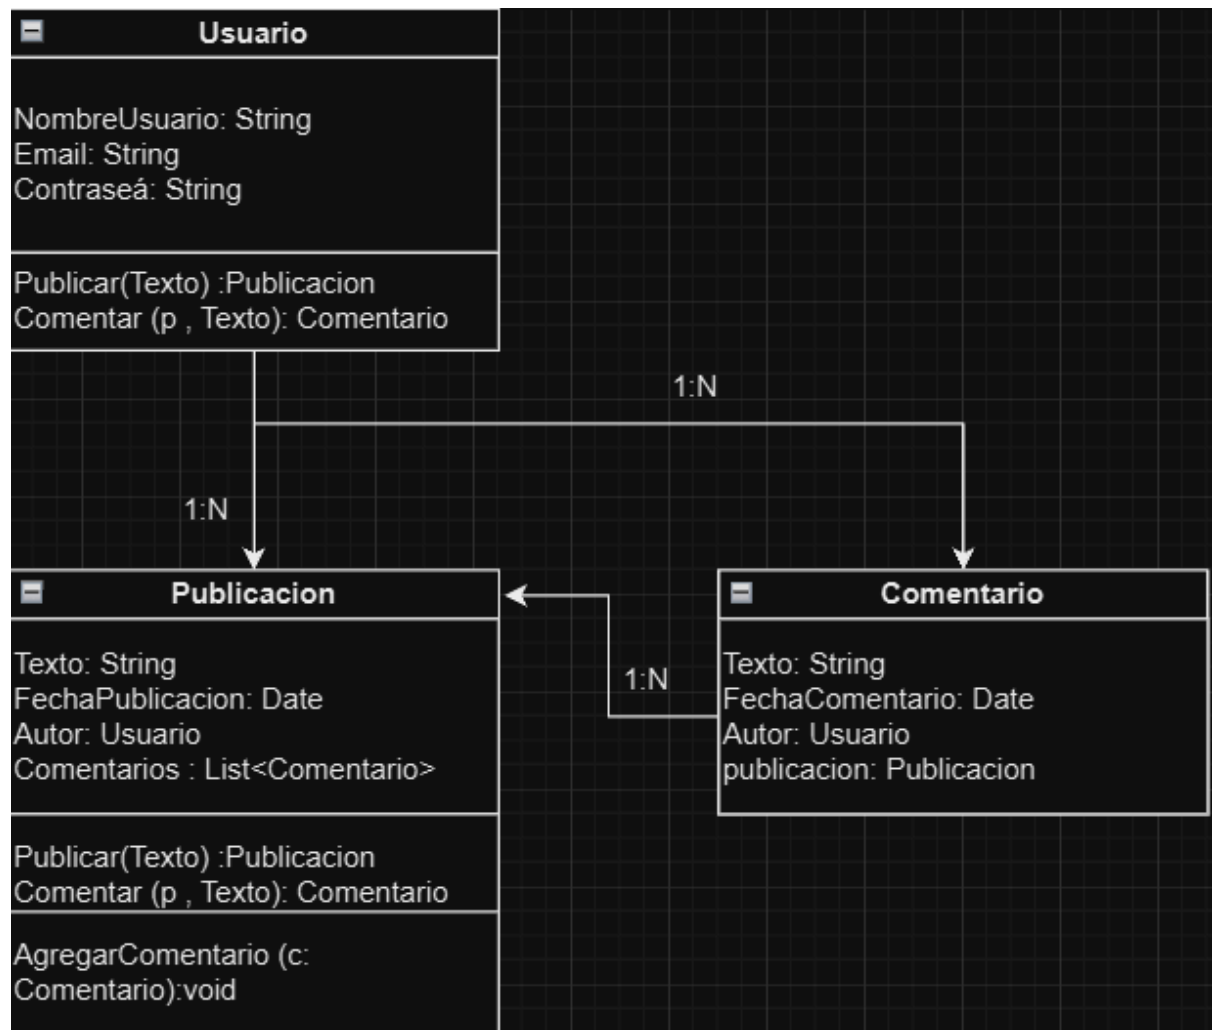 Usuario
NombreUsuario: String
Email: String
Contraseá: String
Publicar(Texto) :Publicacion
Comentar (p , Texto): Comentario
1:N
1:N
Publicacion
Texto: String
FechaPublicacion: Date
Autor: Usuario
Comentarios : List<Comentario>
Publicar(Texto) :Publicacion
Comentar (p , Texto): Comentario
AgregarComentario (c:
Comentario):void
1:N
Comentario
Texto: String
FechaComentario: Date
Autor: Usuario
publicacion: Publicacion